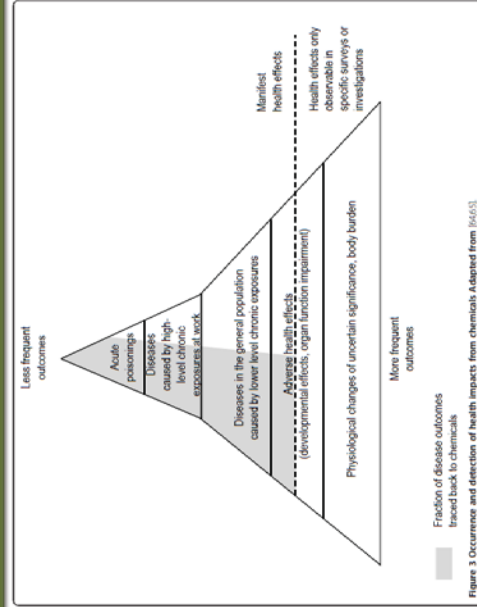 Less frequent
outcomes
Acute
poisonings
Diseases
caused by high-
level chronic
exposures at work
Diseases in the general population
caused by lower level chronic exposures
Manifest
health effects
Adverse health effects
(developmental effects, organ function impairment)
Health effects only
observable in
specific surveys or
investigations
Physiological changes of uncertain significance, body burden
More frequent
outcomes
Fraction of disease outcomes
traced back to chemicals
Figure 3 Occurrence and detection of health impacts from chemicals Adapted from [64,65].